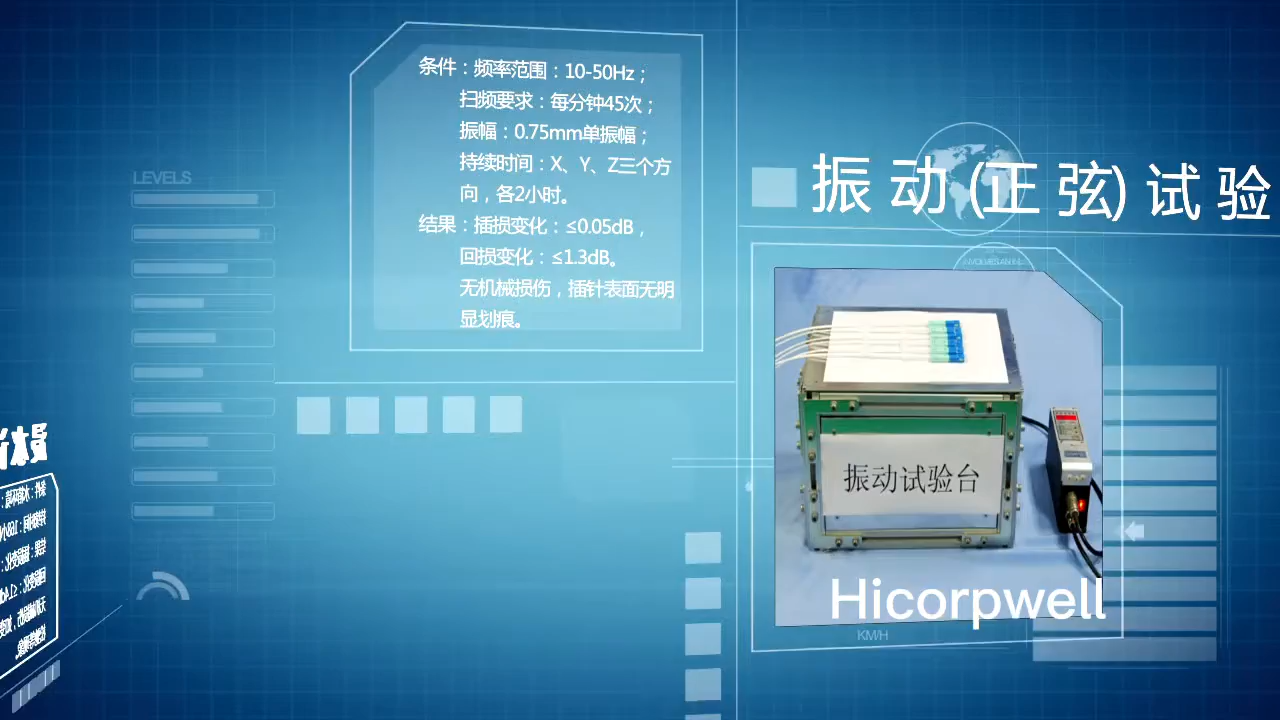 条件：频率范围：10-50Hz；
扫频要求：每分钟45次；
振幅：0.75mm单振幅；
持续时间：X、Y、Z三个方
向，各2小时。
结果：插损变化：≤0.05dB，
回损变化：≤1.3dB。
无机械损伤，插针表面无明
显划痕。
LEVELS
振动(正弦)试验
振动试验台
Hicorpwell
KM/H